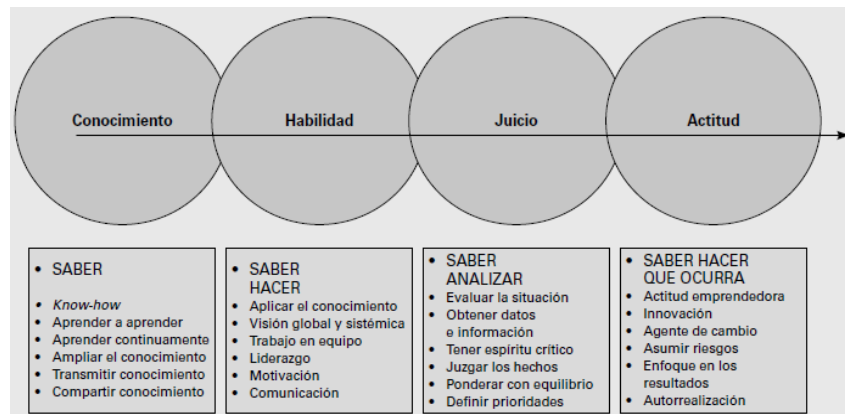 Conocimiento
Habilidad
Juicio
Actitud
• SABER
• Know-how
• Aprender a aprender
• Aprender continuamente
• Ampliar el conocimiento
• Transmitir conocimiento
• Compartir conocimiento
• SABER
HACER
• Aplicar el conocimiento
• Visión global y sistémica
• Trabajo en equipo
• Liderazgo
• Motivación
• Comunicación
• SABER
ANALIZAR
• Evaluar la situación
• Obtener datos
e información
• Tener espíritu crítico
• Juzgar los hechos
• Ponderar con equilibrio
• Definir prioridades
• SABER HACER
QUE OCURRA
• Actitud emprendedora
• Innovación
• Agente de cambio
• Asumir riesgos
• Enfoque en los
resultados
• Autorrealización